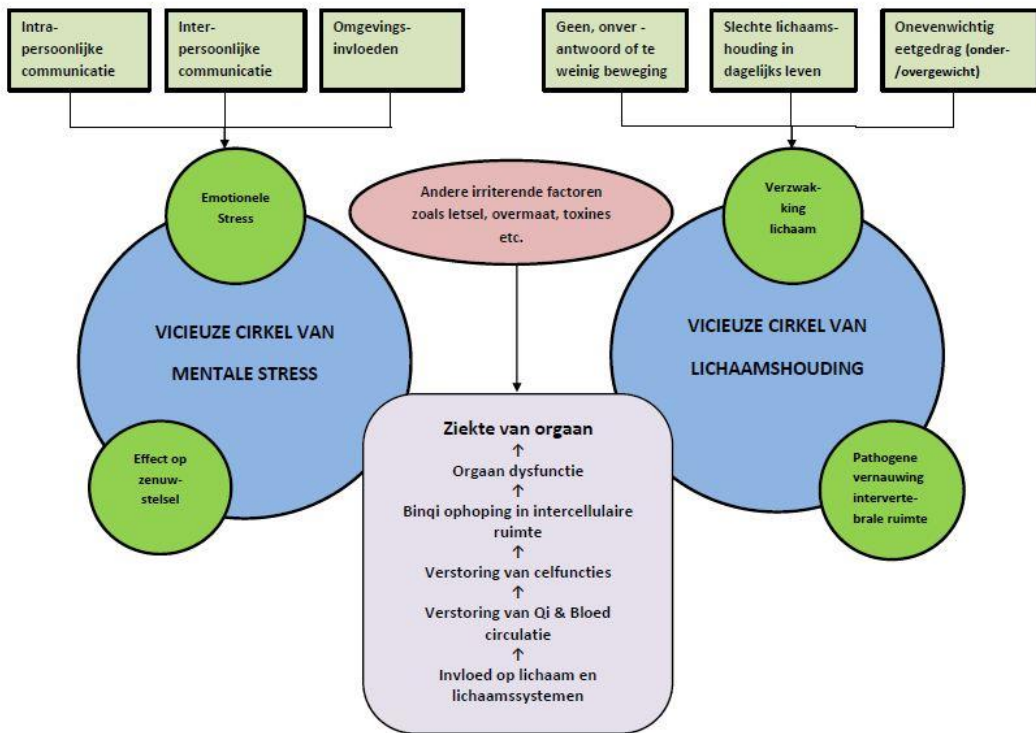 Intra-
persoonlijke
communicatie
Inter-
persoonlijke
communicatie
Omgevings-
invloeden
Geen, onver -
antwoord of te
weinig beweging
Slechte lichaams-
houding in
dagelijks leven
Onevenwichtig
eetgedrag (onder-
/overgewicht)
Emotionele
Stress
Andere irriterende factoren
zoals letsel, overmaat, toxines
etc.
Verzwak-
king
lichaam
VICIEUZE CIRKEL VAN
MENTALE STRESS
VICIEUZE CIRKEL VAN
LICHAAMSHOUDING
Effect op
zenuw-
stelsel
Ziekte van orgaan
↑
Orgaan dysfunctie
↑
Binqi ophoping in intercellulaire
ruimte
↑
Verstoring van celfuncties
↑
Verstoring van Qi & Bloed
circulatie
↑
Invloed op lichaam en
lichaamssystemen
Pathogene
vernauwing
interverte-
brale ruimte